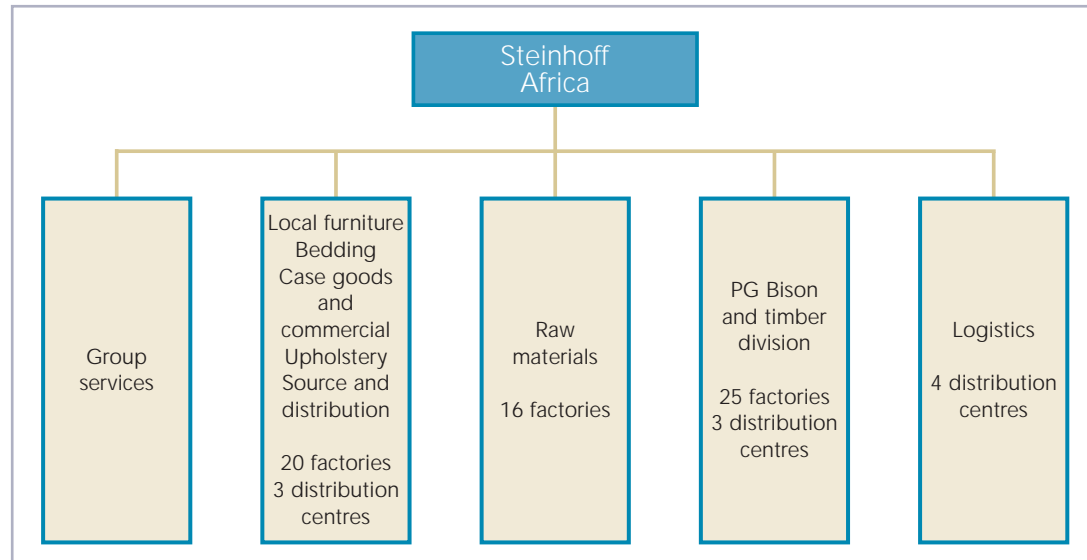 Steinhoff
Africa
Group
services
Local furniture
Bedding
Case goods
and
commercial
Upholstery
Source and
distribution
20 factories
3 distribution
centres
Raw
materials
16 factories
PG Bison
and timber
division
25 factories
3 distribution
centres
Logistics
4 distribution
centres